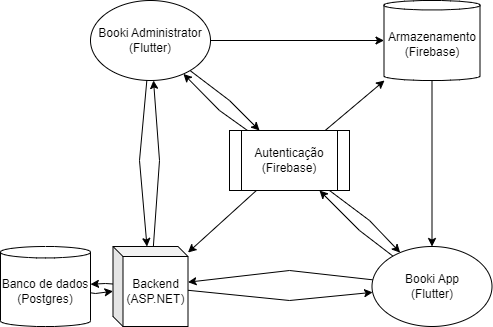 Booki Administrator
(Flutter)
Armazenamento
(Firebase)
Autenticação
(Firebase)
Banco de dados
(Postgres)
Backend
(ASP.NET)
Booki App
(Flutter)